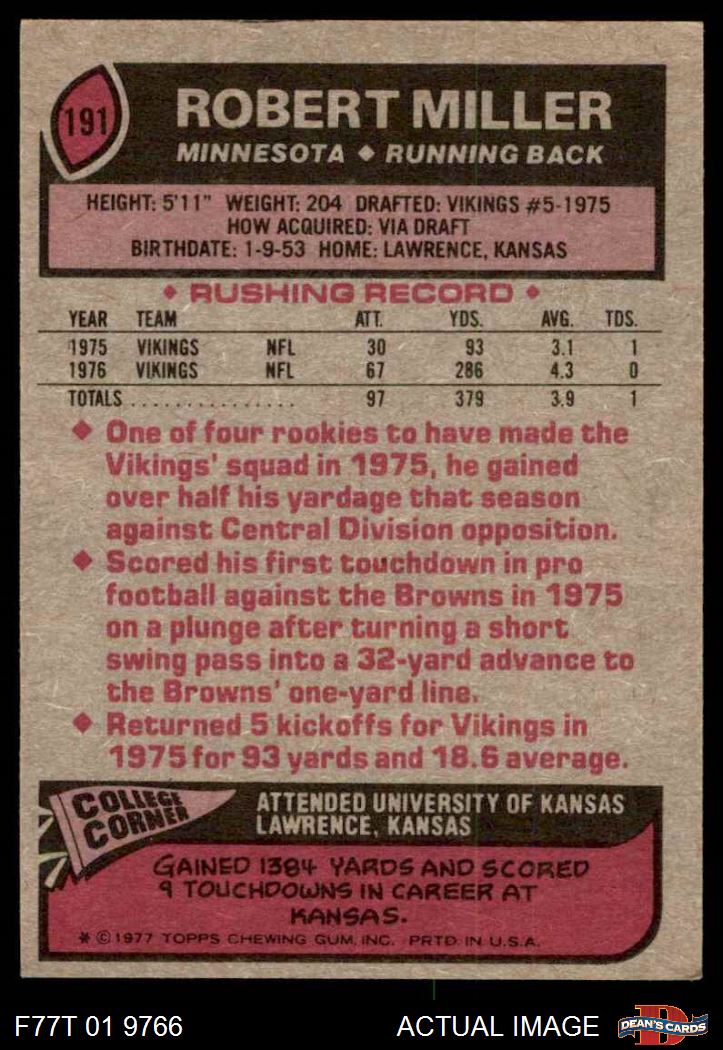 191
ROBERT MILLER
MINNESOTA ◆ RUNNING BACK
HEIGHT: 5'11" WEIGHT: 204 DRAFTED: VIKINGS #5-1975
HOW ACQUIRED: VIA DRAFT
BIRTHDATE: 1-9-53 HOME: LAWRENCE, KANSAS
◆ RUSHING RECORD ◆
YEAR TEAM ATT. YDS. AVG. TDS.
1975 VIKINGS NFL 30 93 3.1 1
1976 VIKINGS NFL 67 286 4.3 0
TOTALS ............... 97 379 3.9 1
◆ One of four rookies to have made the
Vikings' squad in 1975, he gained
over half his yardage that season
against Central Division opposition.
◆ Scored his first touchdown in pro
football against the Browns in 1975
on a plunge after turning a short
swing pass into a 32-yard advance to
the Browns' one-yard line.
◆ Returned 5 kickoffs for Vikings in
1975 for 93 yards and 18.6 average.
COLLEGE
CORNER
ATTENDED UNIVERSITY OF KANSAS
LAWRENCE, KANSAS
GAINED 1384 YARDS AND SCORED
9 TOUCHDOWNS IN CAREER AT
KANSAS.
* © 1977 TOPPS CHEWING GUM, INC. PRTD. IN U.S.A.
F77T 01 9766 ACTUAL IMAGE
D
DEAN'S CARDS